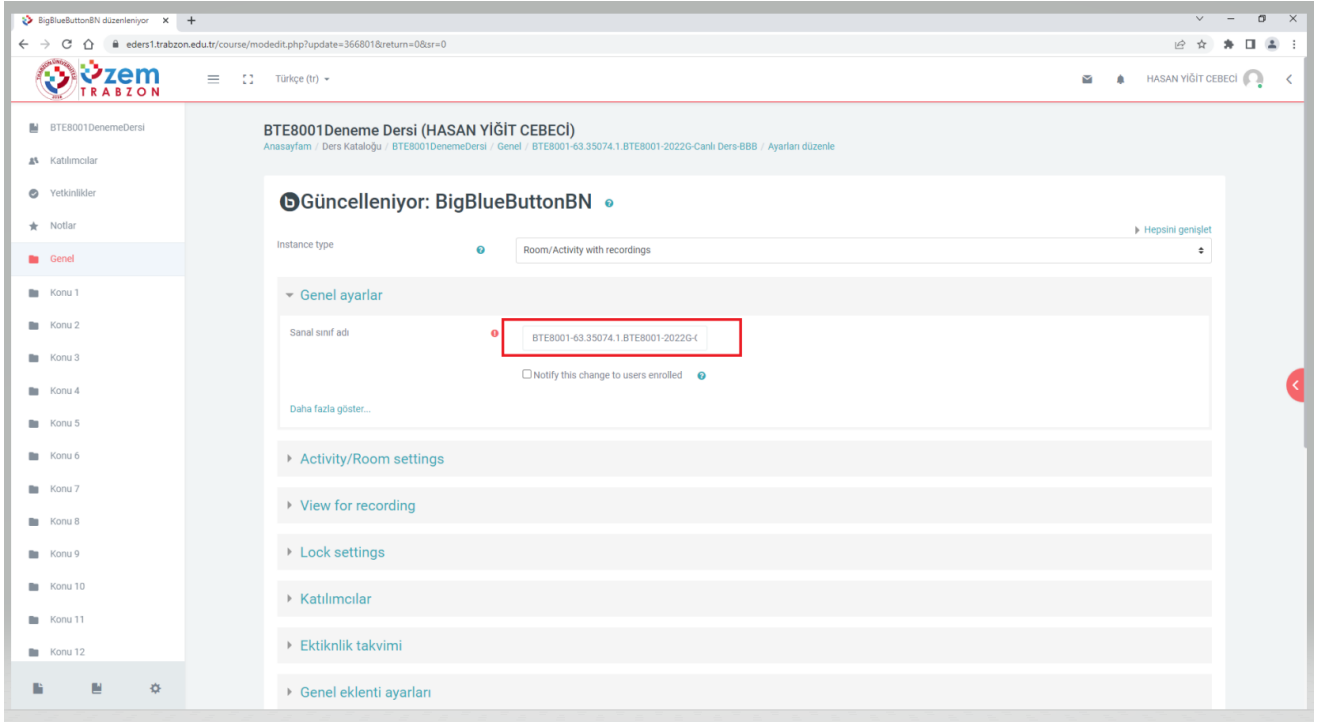 BigBlueButtonBN düzenleniyor
eders1.trabzon.edu.tr/course/modedit.php?update=366801&return=0&sr=0
üzem
TRABZON
Türkçe (tr)
HASAN YİĞİT CEBECİ
BTE8001DenemeDersi
Katılımcılar
Yetkinlikler
Notlar
Genel
Konu 1
Konu 2
Konu 3
Konu 4
Konu 5
Konu 6
Konu 7
Konu 8
Konu 9
Konu 10
Konu 11
Konu 12
BTE8001Deneme Dersi (HASAN YİĞİT CEBECİ)
Anasayfam / Ders Kataloğu / BTE8001DenemeDersi / Genel / BTE8001-63.35074.1.BTE8001-2022G-Canlı Ders-BBB / Ayarları düzenle
Güncelleniyor: BigBlueButtonBN
Hepsini genişlet
Instance type
Room/Activity with recordings
Genel ayarlar
Sanal sınıf adı
BTE8001-63.35074.1.BTE8001-2022G-(
Notify this change to users enrolled
Daha fazla göster...
Activity/Room settings
View for recording
Lock settings
Katılımcılar
Ektiknlik takvimi
Genel eklenti ayarları